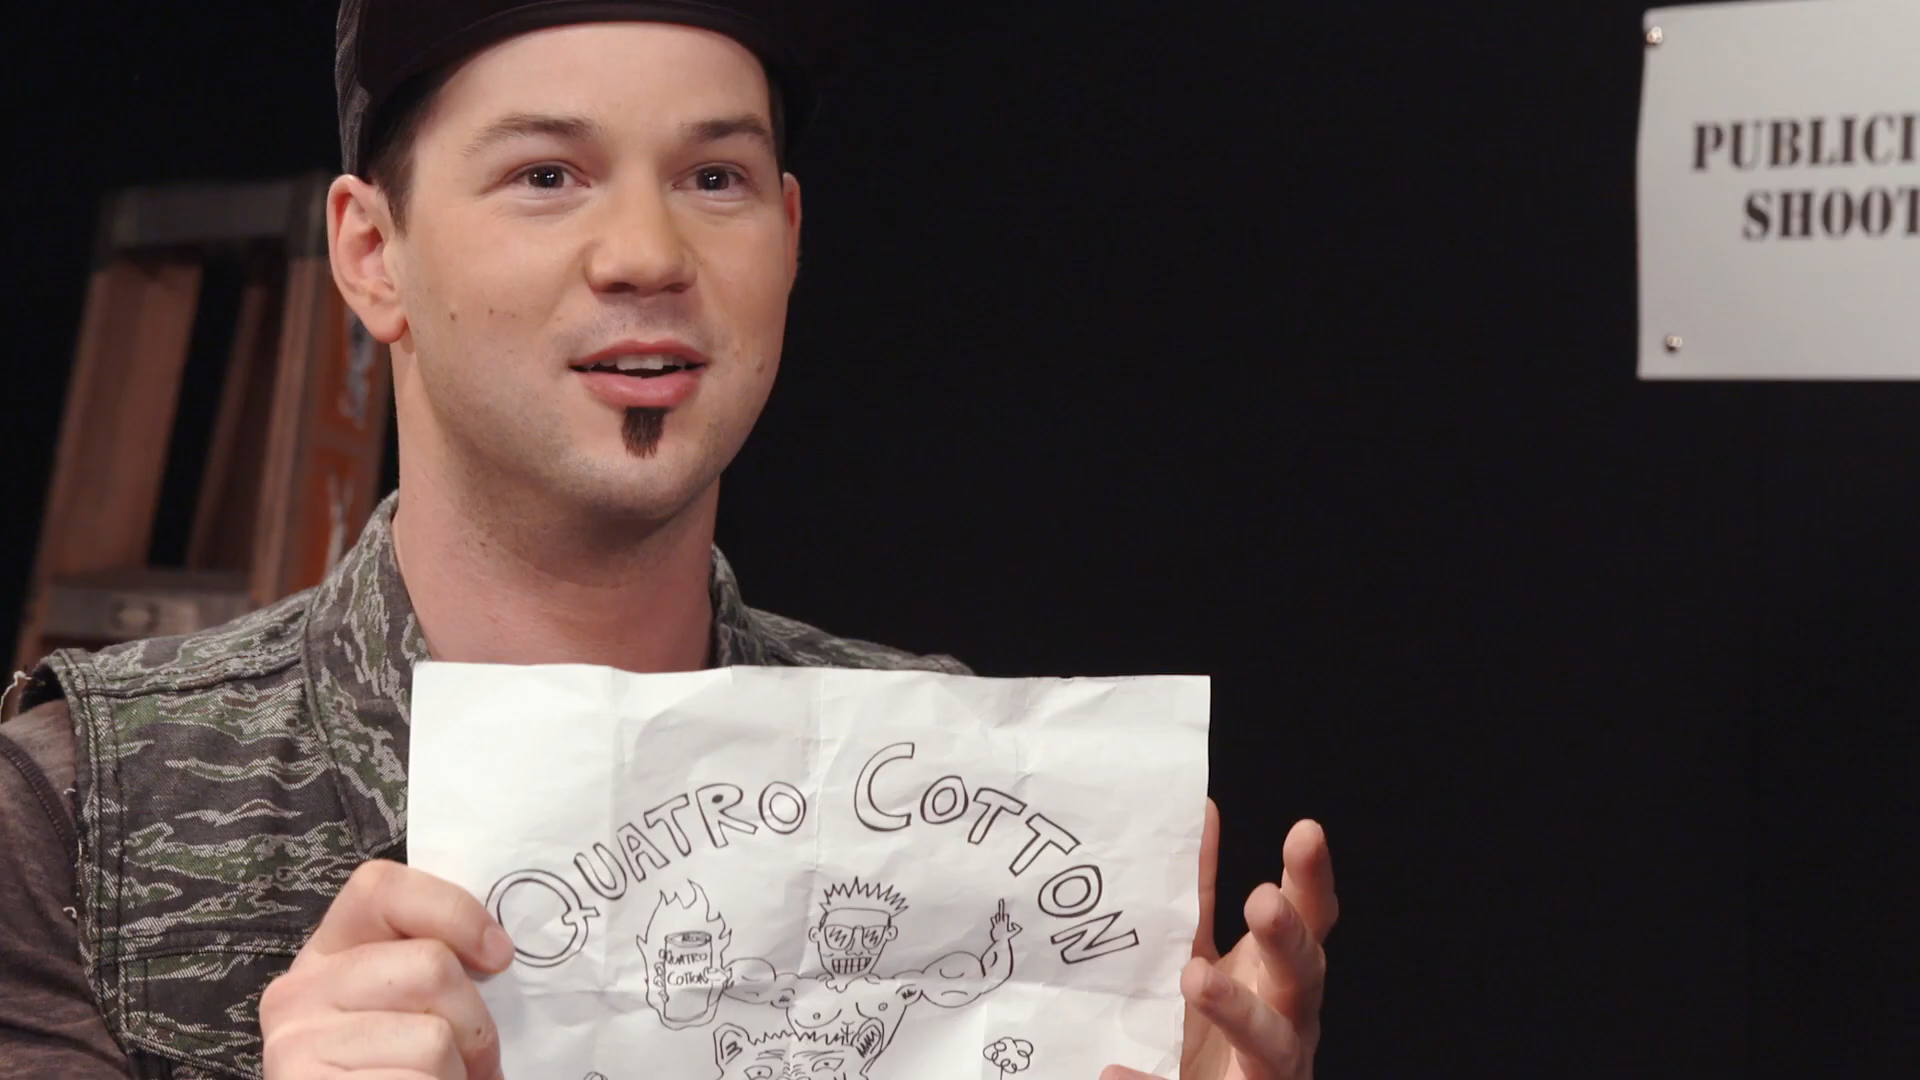 PUBLICI
SHOOT
QUATRO COTTON
QUATRO
COTTON